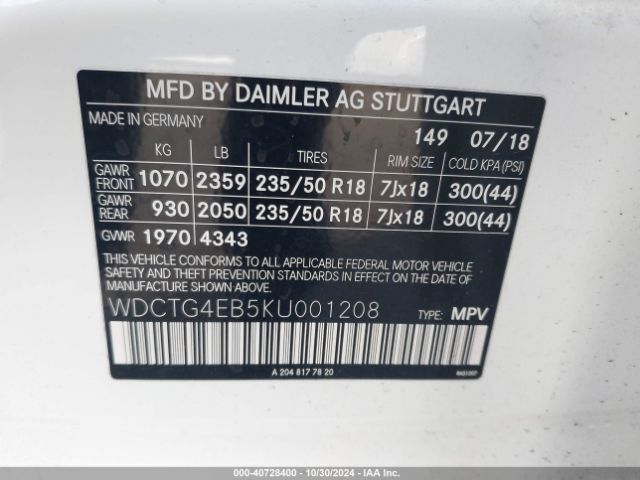 MFD BY DAIMLER AG STUTTGART
MADE IN GERMANY 149 07/18
KG LB TIRES RIM SIZE COLD KPA (PSI)
GAWR FRONT 1070 2359 235/50 R18 7Jx18 300(44)
GAWR REAR 930 2050 235/50 R18 7Jx18 300(44)
GVWR 1970 4343
THIS VEHICLE CONFORMS TO ALL APPLICABLE FEDERAL MOTOR VEHICLE
SAFETY BUMPER, AND THEFT PREVENTION STANDARDS IN EFFECT ON
THE DATE OF MANUFACTURE SHOWN ABOVE.
WDCTG4EB5KU001208 TYPE: MPV
A 204 817 78 20
000-40728400 - 10/30/2024 - IAA Inc.